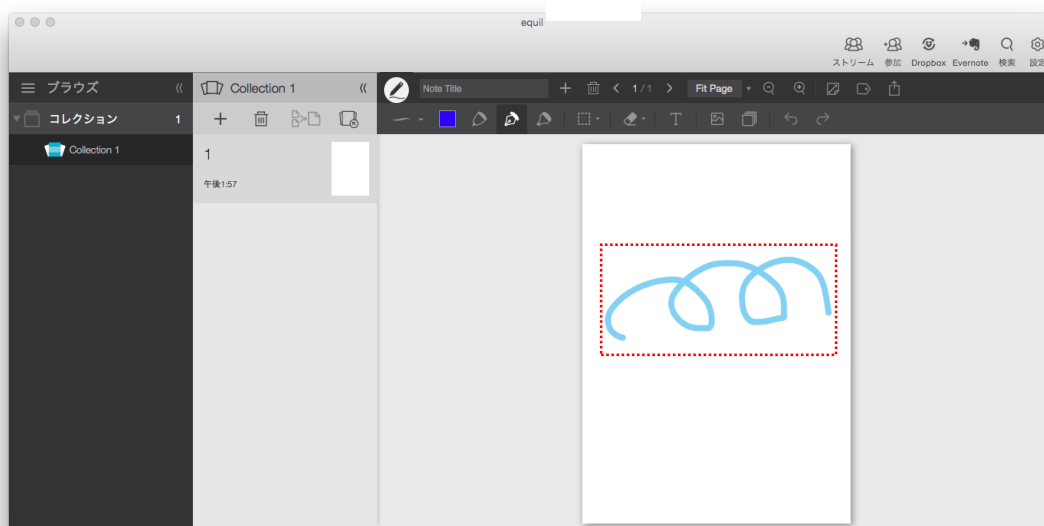 equil
ストリーム 参加 Dropbox Evernote 検索 設定
ブラウズ
Collection 1
Note Title
1 / 1
Fit Page
コレクション 1
T
Collection 1
1
午後1:57